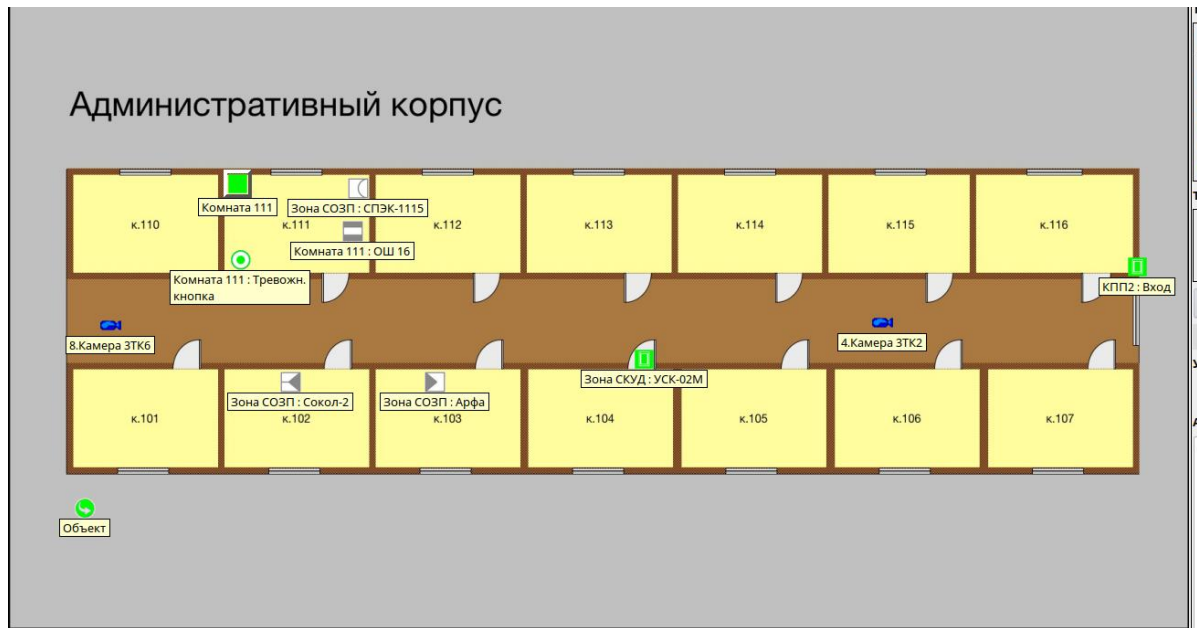 Административный корпус
Комната 111
Зона СОЗП : СПЭК-1115
к.110
к.111
к.112
к.113
к.114
к.115
к.116
Комната 111 : ОШ 16
Комната 111 : Тревожн.
кнопка
КПП2 : Вход
8.Камера ЗТК6
4.Камера ЗТК2
Зона СОЗП : Сокол-2
Зона СОЗП : Арфа
Зона СКУД : УСК-02М
к.101
к.102
к.103
к.104
к.105
к.106
к.107
Объект